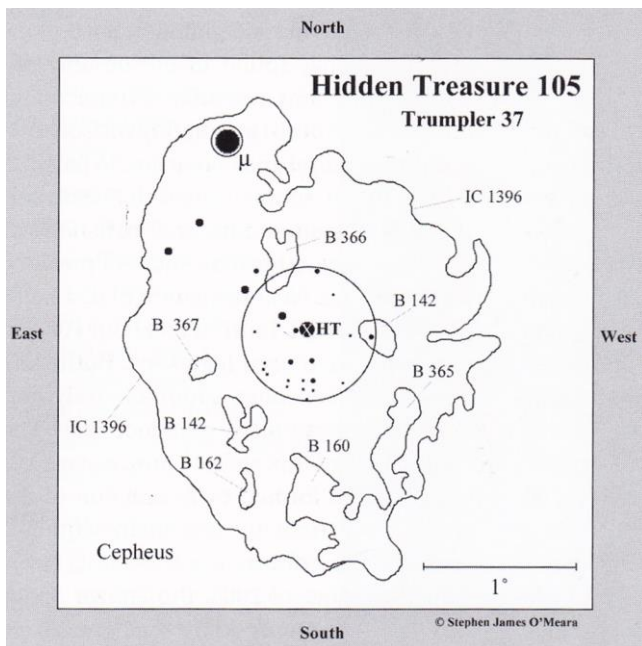 North
Hidden Treasure 105
Trumpler 37
μ
IC 1396
B 366
B 142
HT
B 367
East
West
B 365
IC 1396
B 142
B 160
B 162
Cepheus
1°
© Stephen James O'Meara
South